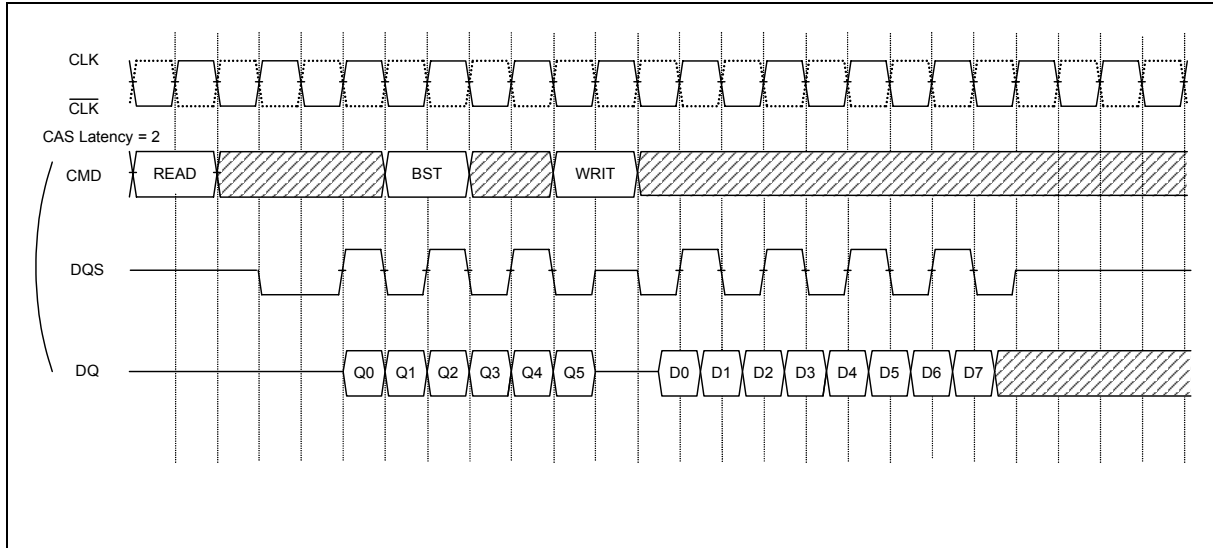 CLK
CLK
CAS Latency = 2
CMD READ BST WRIT
DQS
DQ Q0 Q1 Q2 Q3 Q4 Q5 D0 D1 D2 D3 D4 D5 D6 D7